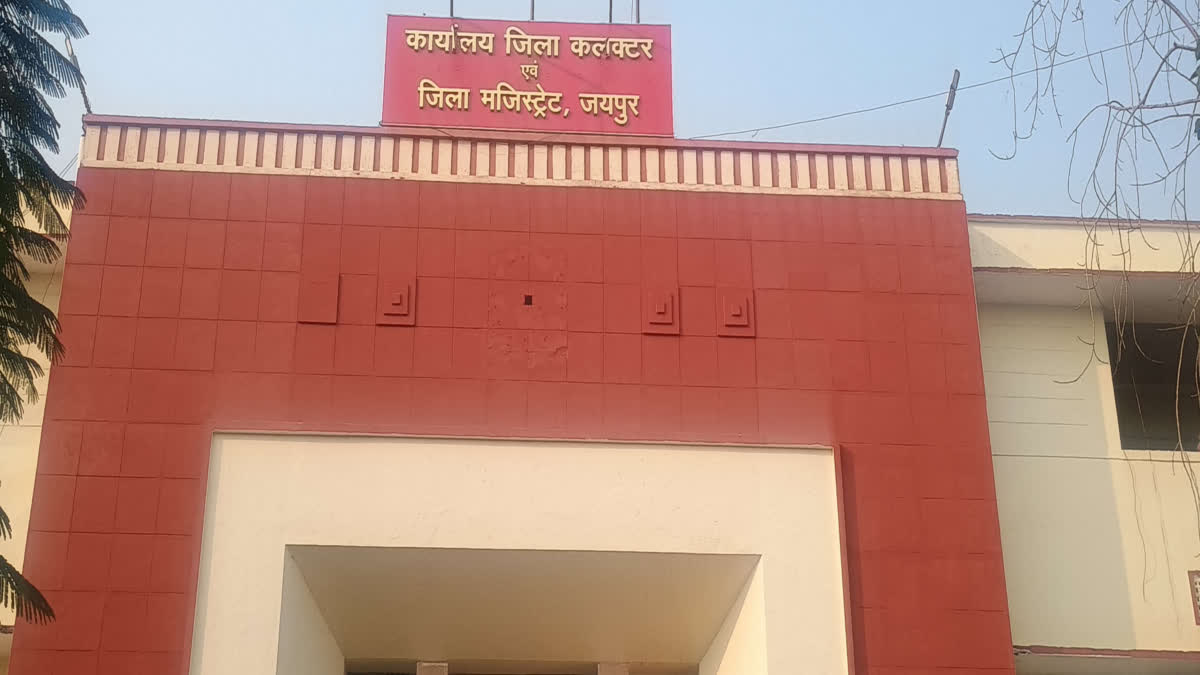 कार्यालय जिला कलक्टर
एवं
जिला मजिस्ट्रेट, जयपुर